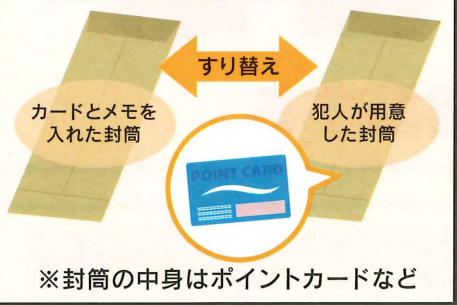 すり替え
カードとメモを
入れた封筒
犯人が用意
した封筒
POINT CARD
※封筒の中身はポイントカードなど